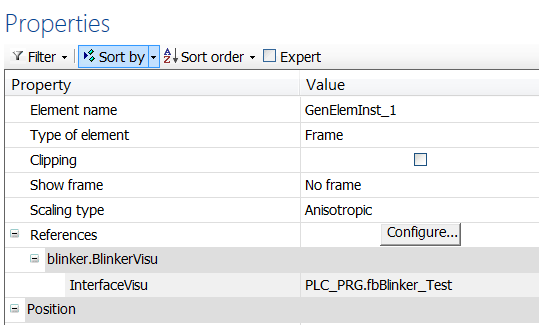 Properties
Filter Sort by Sort order Expert
Property Value
Element name GenElemInst_1
Type of element Frame
Clipping
Show frame No frame
Scaling type Anisotropic
References Configure...
blinker.BlinkerVisu
InterfaceVisu PLC_PRG.fbBlinker_Test
Position